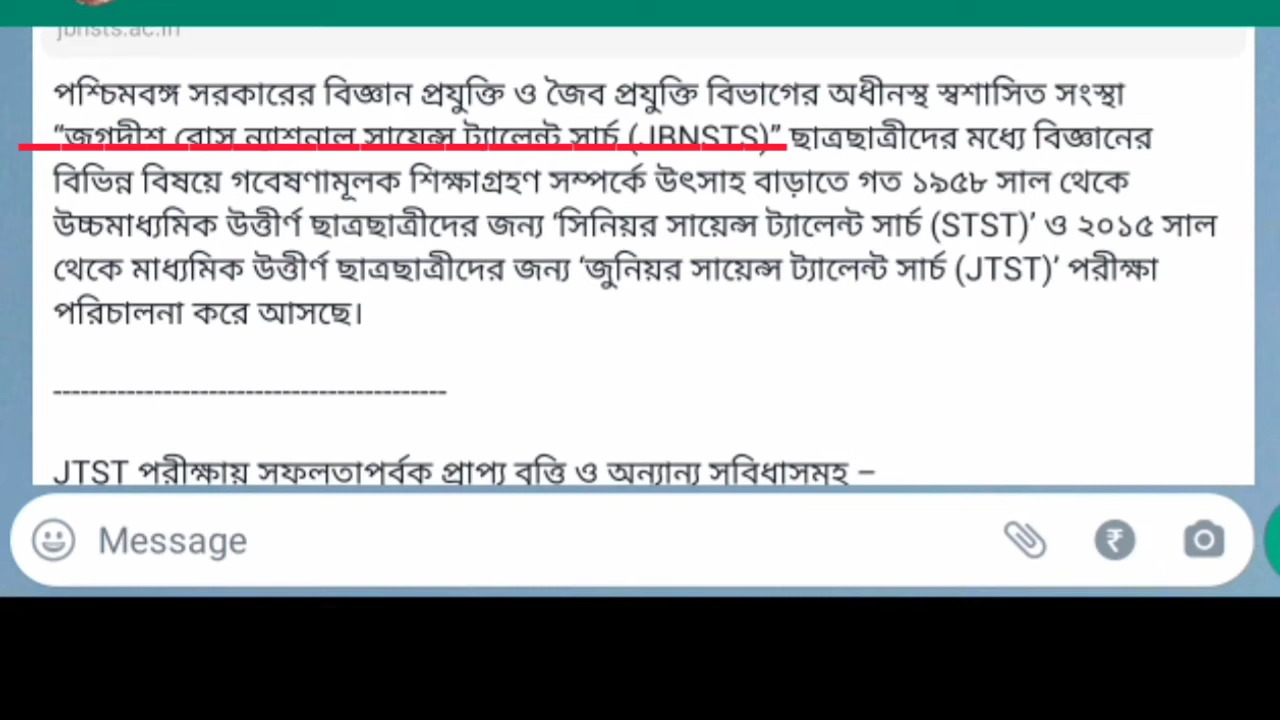 jbnsts.ac.in
পশ্চিমবঙ্গ সরকারের বিজ্ঞান প্রযুক্তি ও জৈব প্রযুক্তি বিভাগের অধীনস্থ স্বশাসিত সংস্থা
“জগদীশ বোস ন্যাশনাল সায়েন্স ট্যালেন্ট সার্চ (JBNSTS)” ছাত্রছাত্রীদের মধ্যে বিজ্ঞানের
বিভিন্ন বিষয়ে গবেষণামূলক শিক্ষাগ্রহণ সম্পর্কে উৎসাহ বাড়াতে গত ১৯৫৮ সাল থেকে
উচ্চমাধ্যমিক উত্তীর্ণ ছাত্রছাত্রীদের জন্য ‘সিনিয়র সায়েন্স ট্যালেন্ট সার্চ (STST)’ ও ২০১৫ সাল
থেকে মাধ্যমিক উত্তীর্ণ ছাত্রছাত্রীদের জন্য ‘জুনিয়র সায়েন্স ট্যালেন্ট সার্চ (JTST)’ পরীক্ষা
পরিচালনা করে আসছে।
-------------------------------------------
JTST পরীক্ষায় সফলতাপূর্বক প্রাপ্য বৃত্তি ও অন্যান্য সুবিধাসমূহ –
Message